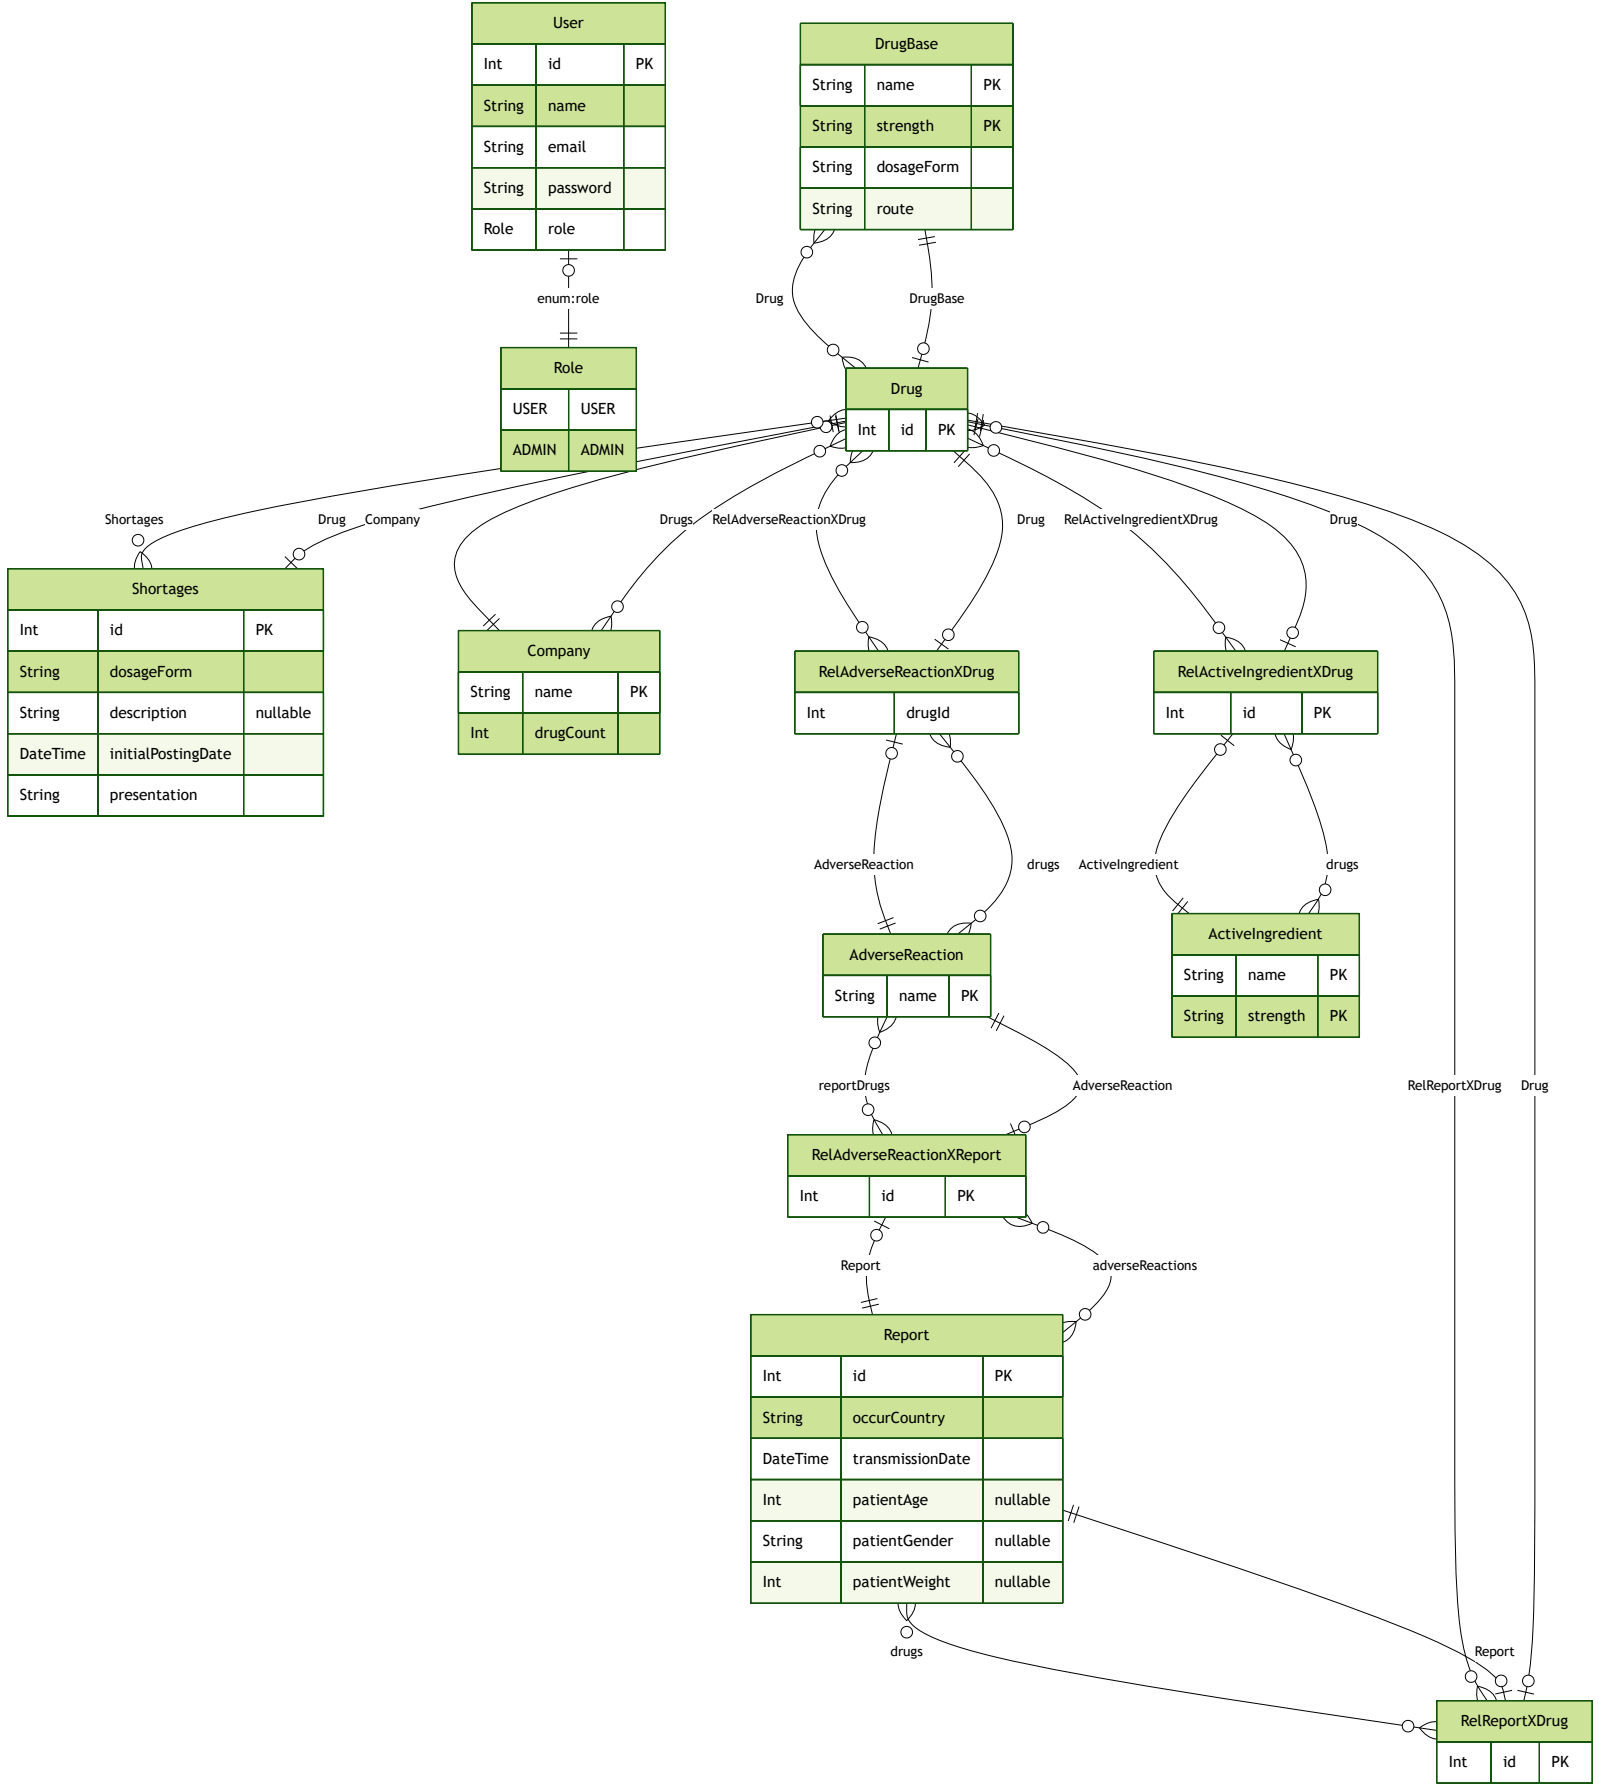 User
Int id PK
String name
String email
String password
Role role
DrugBase
String name PK
String strength PK
String dosageForm
String route
enum:role
Drug
DrugBase
Role
USER USER
ADMIN ADMIN
Drug
Int id PK
Shortages
Drug
Company
Drugs
RelAdverseReactionXDrug
Drug
RelActiveIngredientXDrug
Drug
Shortages
Int id PK
String dosageForm
String description nullable
DateTime initialPostingDate
String presentation
Company
String name PK
Int drugCount
RelAdverseReactionXDrug
Int drugId
RelActiveIngredientXDrug
Int id PK
AdverseReaction
drugs
ActiveIngredient
drugs
AdverseReaction
String name PK
ActiveIngredient
String name PK
String strength PK
reportDrugs
AdverseReaction
RelReportXDrug
Drug
RelAdverseReactionXReport
Int id PK
Report
adverseReactions
Report
Int id PK
String occurCountry
DateTime transmissionDate
Int patientAge nullable
String patientGender nullable
Int patientWeight nullable
drugs
Report
RelReportXDrug
Int id PK